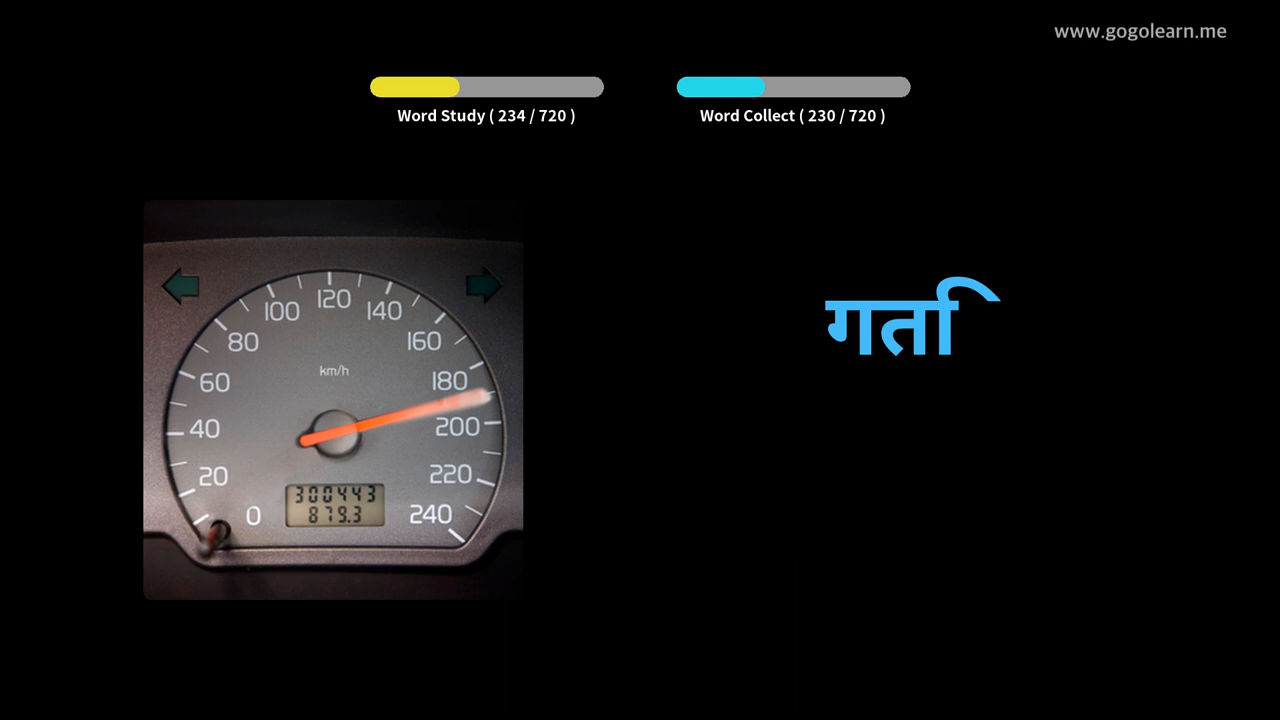 www.gogolearn.me
Word Study ( 234 / 720 )
Word Collect ( 230 / 720 )
गति
100 120 140
80 160
km/h
60 180
40 200
20 220
0 240
300443
879.3